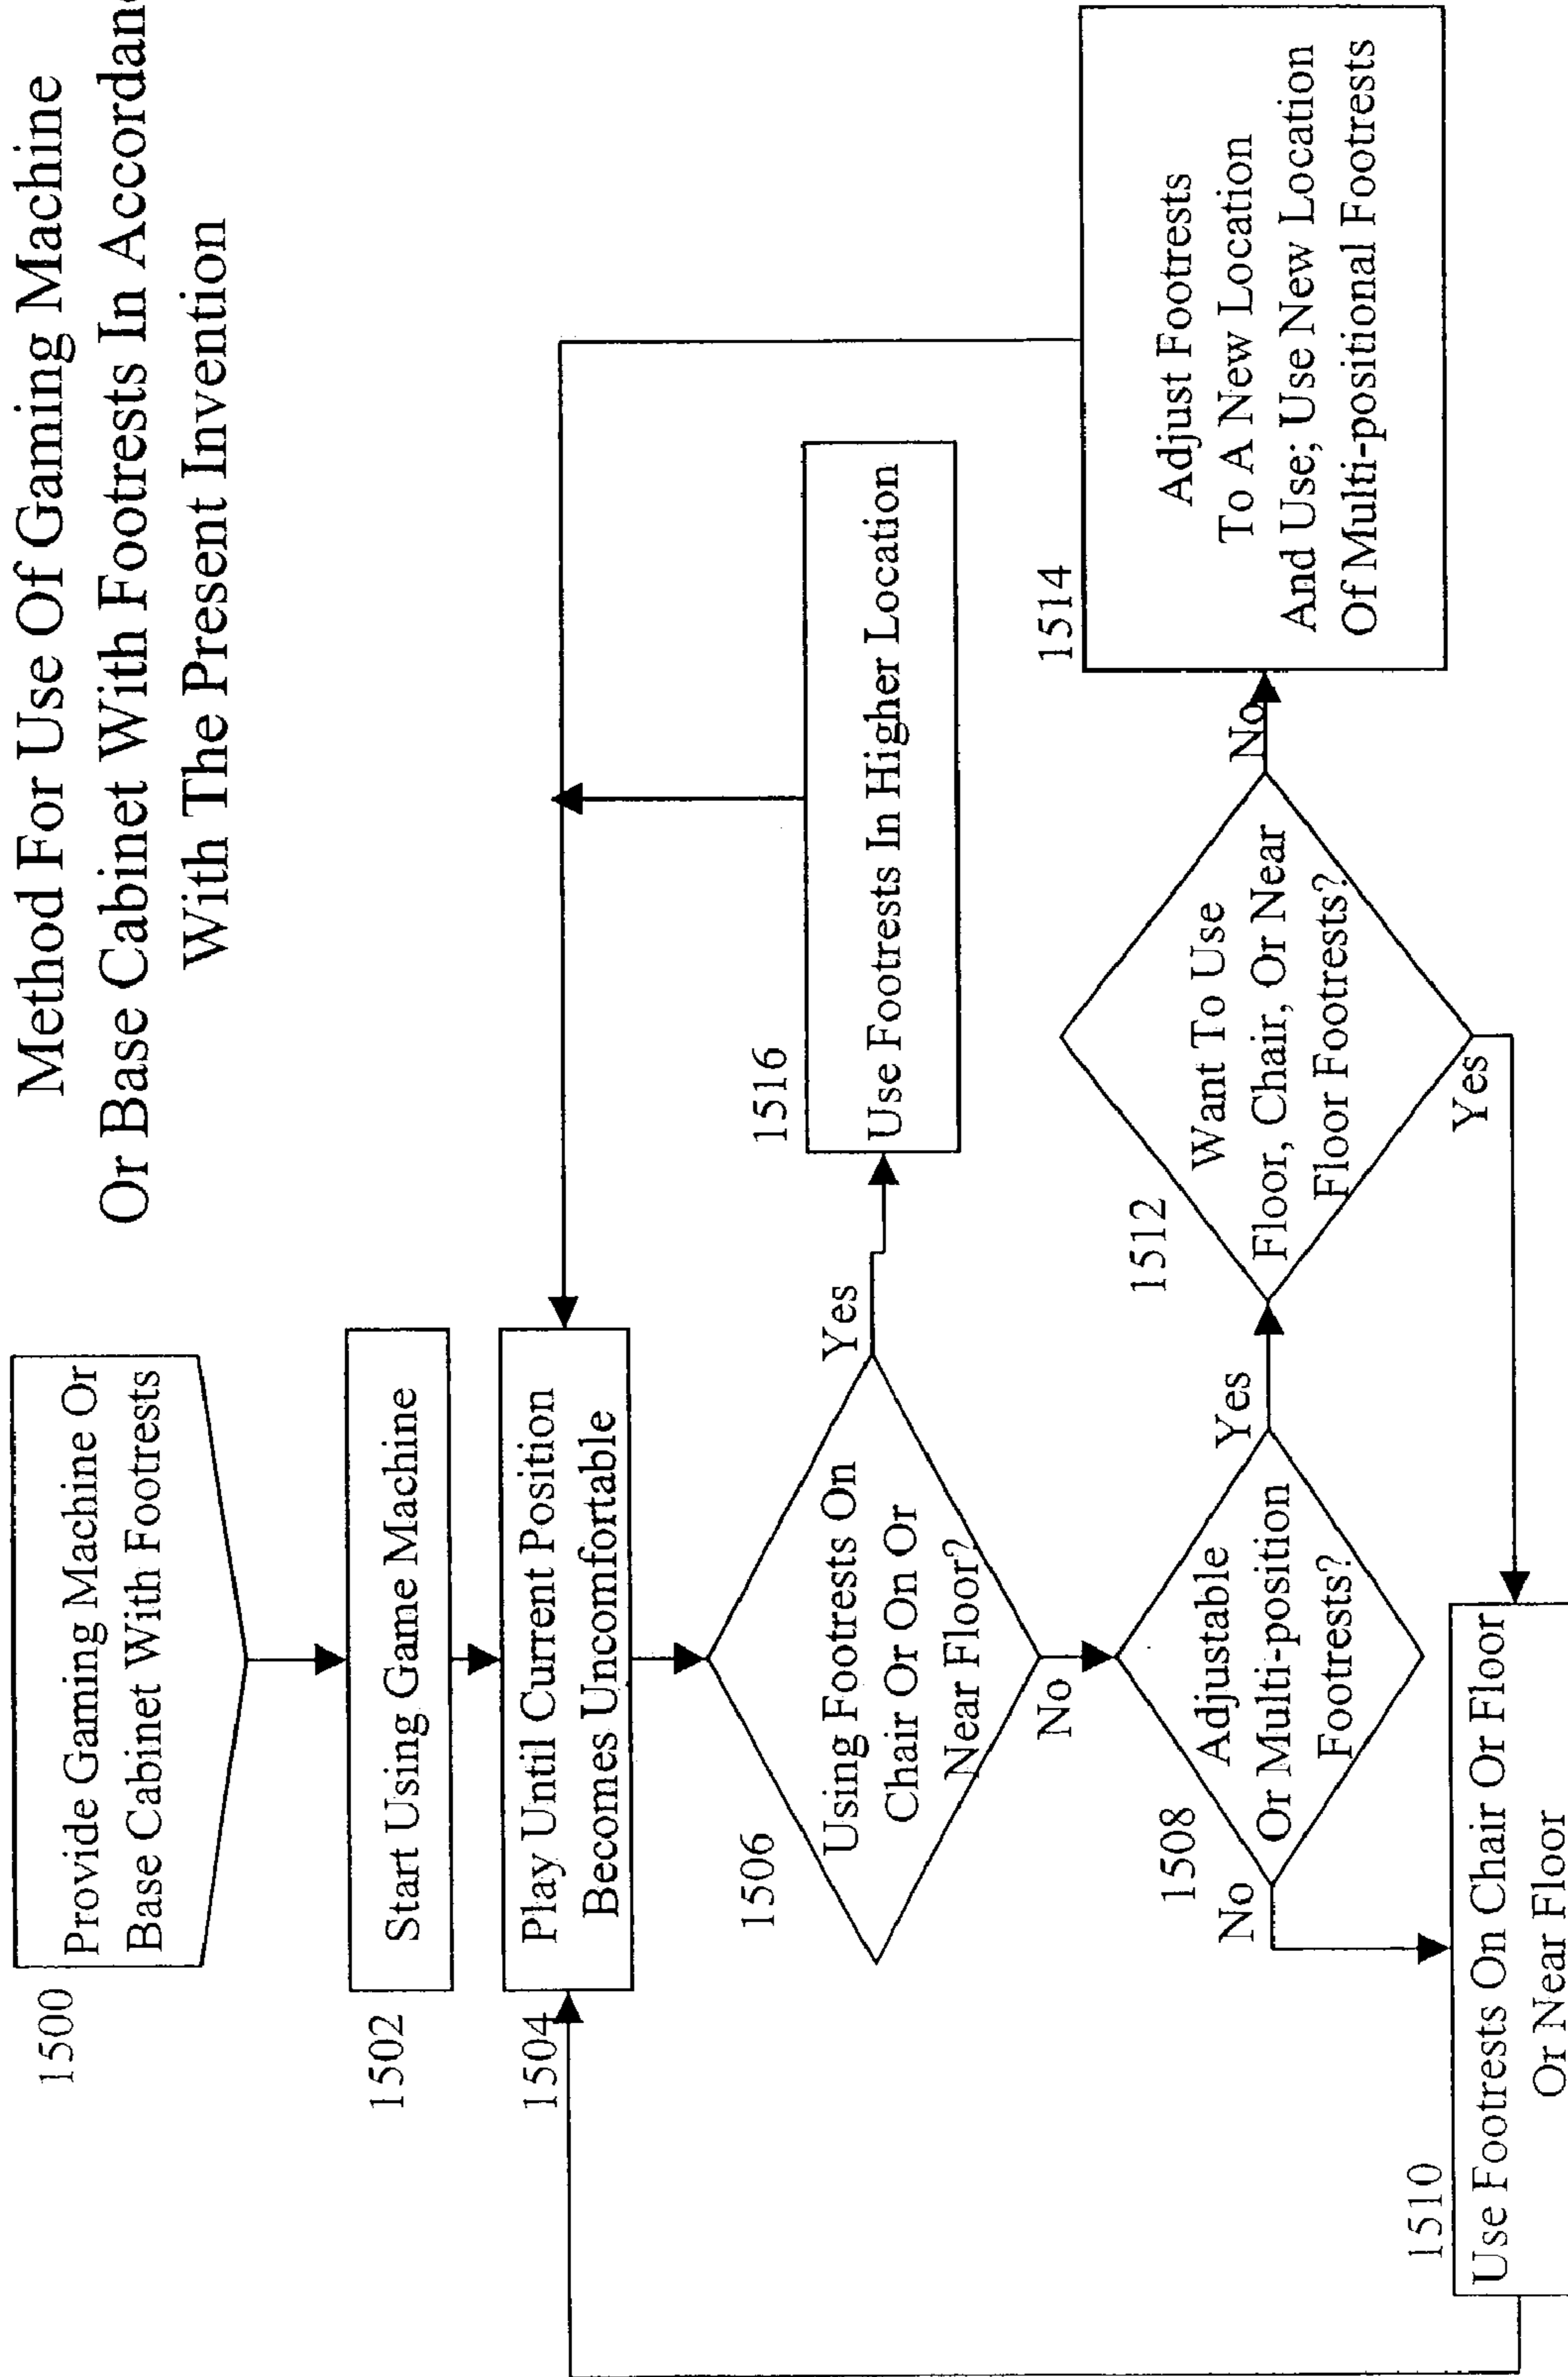 Method For Use Of Gaming Machine
Or Base Cabinet With Footrests In
With The Present Invention
1500
Provide Gaming Machine Or
Base Cabinet With Footrests
1502
Start Using Game Machine
1504
Play Until Current Position
Becomes Uncomfortable
1506
Using Footrests On
Chair Or On Or
Near Floor?
Yes
No
1516
Use Footrests In Higher Location
1508
Adjustable
Or Multi-position
Footrests?
Yes
No
1512
Want To Use
Floor, Chair, Or Near
Floor Footrests?
No
Yes
1514
Adjust Footrests
To A New Location
And Use; Use New Location
Of Multi-positional Footrests
1510
Use Footrests On Chair Or Floor
Or Near Floor